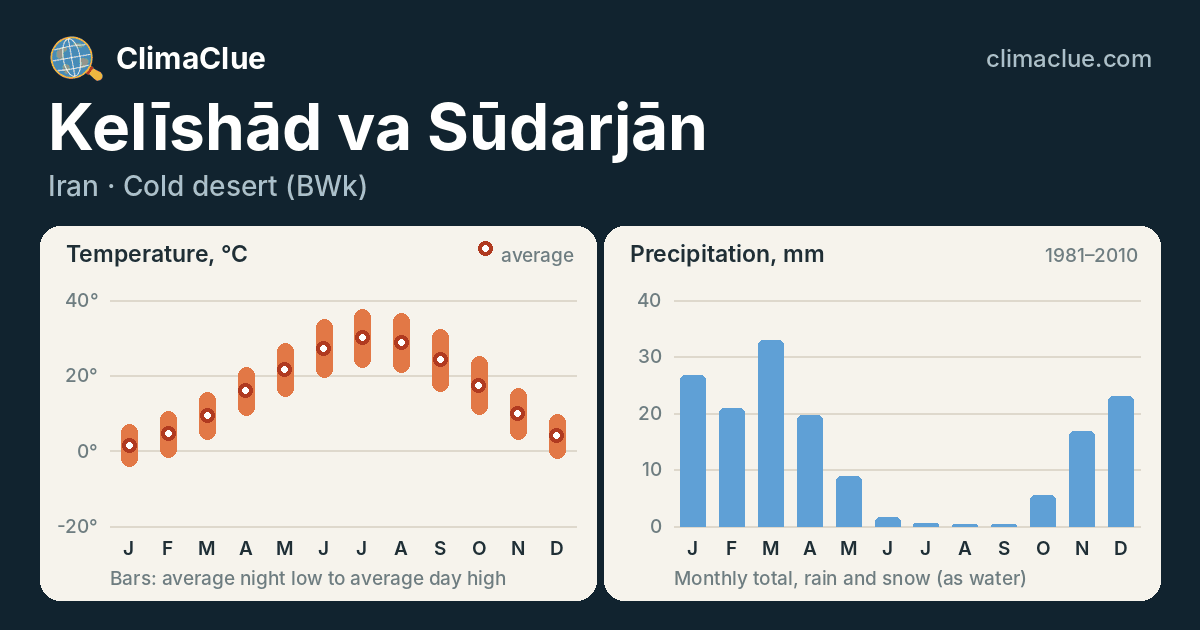 ClimaClue
climaclue.com
Kelīshād va Sūdarjān
Iran · Cold desert (BWk)
Temperature, °C
average
40°
20°
0°
-20°
J F M A M J J A S O N D
Bars: average night low to average day high
Precipitation, mm
1981–2010
40
30
20
10
0
J F M A M J J A S O N D
Monthly total, rain and snow (as water)